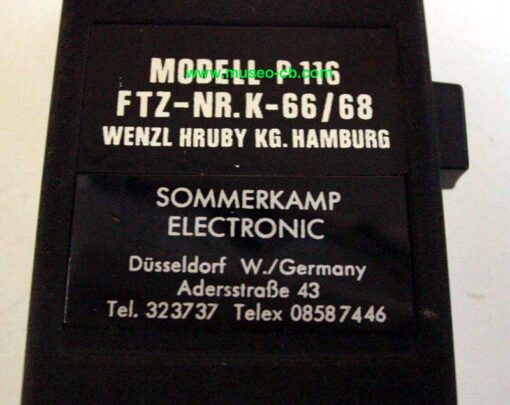 MODELL-P 116
www.museo-cb.com
FTZ-NR. K-66/68
WENZL HRUBY KG. HAMBURG
SOMMERKAMP
ELECTRONIC
Düsseldorf W./Germany
Adersstraße 43
Tel. 323737 Telex 08587446